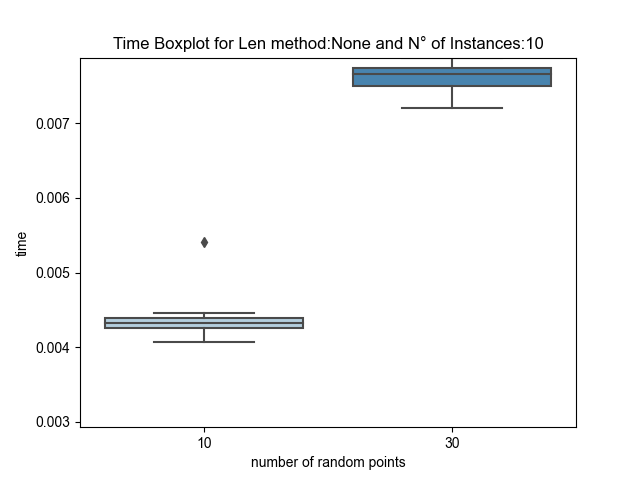 Time Boxplot for Len method:None and N° of Instances:10
0.007
0.006
0.005
0.004
0.003
time
10
30
number of random points